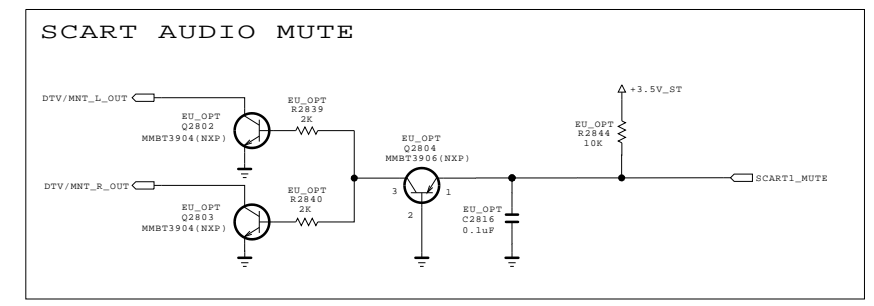 SCART AUDIO MUTE
DTV/MNT_L_OUT
EU_OPT
Q2802
MMBT3904(NXP)
EU_OPT
R2839
2K
DTV/MNT_R_OUT
EU_OPT
Q2803
MMBT3904(NXP)
EU_OPT
R2840
2K
EU_OPT
Q2804
MMBT3906(NXP)
3
1
2
EU_OPT
C2816
0.1uF
+3.5V_ST
EU_OPT
R2844
10K
SCART1_MUTE